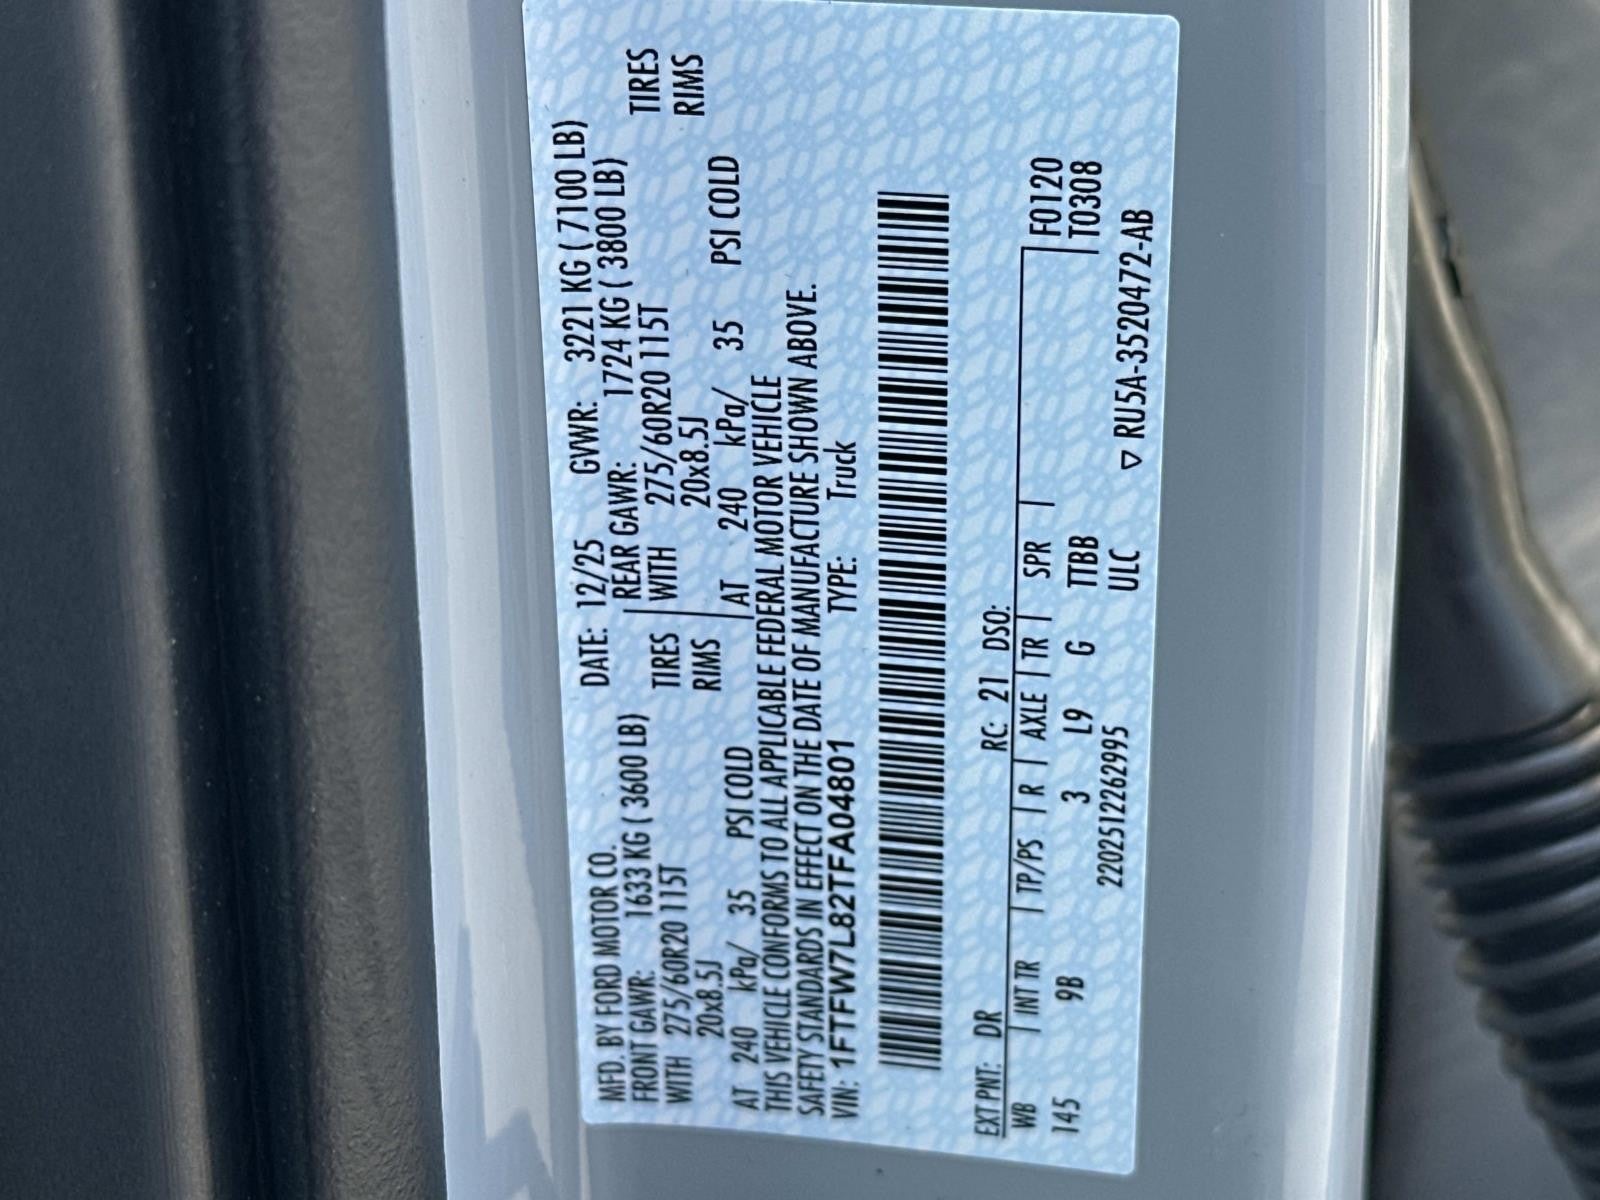 MFD. BY FORD MOTOR CO. DATE: 12/25 GVWR: 3221 KG ( 7100 LB)
FRONT GAWR: 1633 KG ( 3600 LB) REAR GAWR: 1724 KG ( 3800 LB)
WITH 275/60R20 115T TIRES WITH 275/60R20 115T TIRES
20x8.5J RIMS 20x8.5J RIMS
AT 240 kPa/ 35 PSI COLD AT 240 kPa/ 35 PSI COLD
THIS VEHICLE CONFORMS TO ALL APPLICABLE FEDERAL MOTOR VEHICLE
SAFETY STANDARDS IN EFFECT ON THE DATE OF MANUFACTURE SHOWN ABOVE.
VIN: 1FTFW7L82TFA04801 TYPE: Truck
EXT PNT: DR RC: 21 DSO:
WB INT TR TP/PS R AXLE TR SPR F0120
145 9B 3 L9 G TTBB T0308
2202512262995 ULC ▽ RU5A-3520472-AB